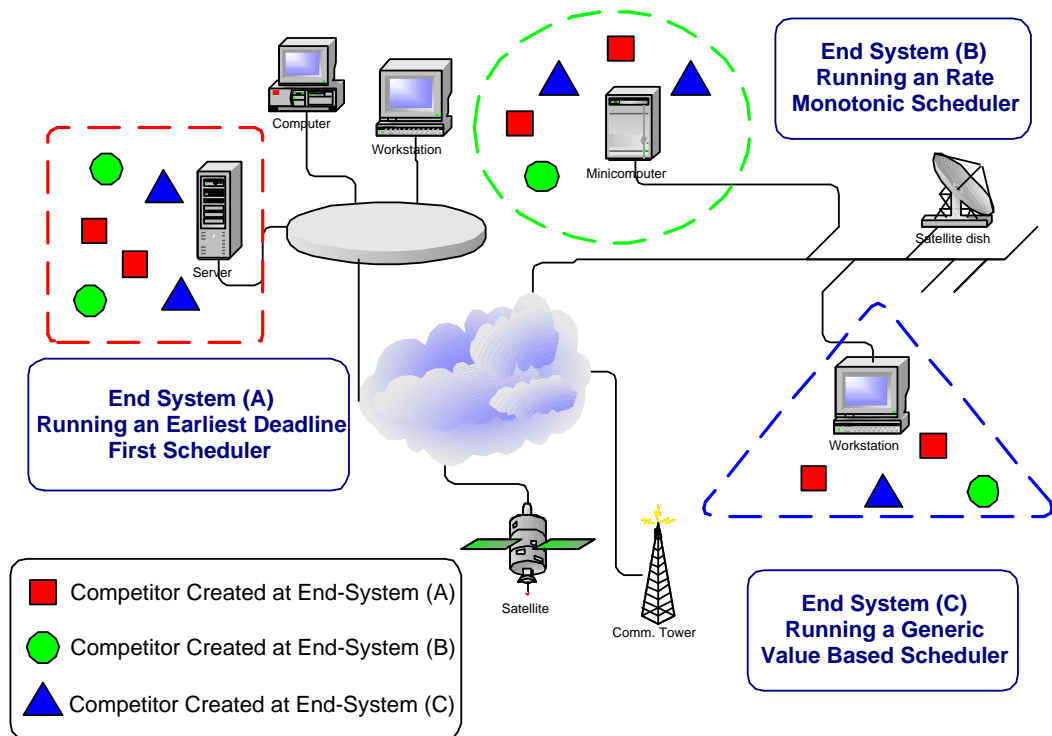 End System (B)
Running an Rate
Monotonic Scheduler
Computer
Workstation
Minicomputer
Satellite dish
Server
End System (A)
Running an Earliest Deadline
First Scheduler
Workstation
Satellite
Comm. Tower
End System (C)
Running a Generic
Value Based Scheduler
Competitor Created at End-System (A)
Competitor Created at End-System (B)
Competitor Created at End-System (C)